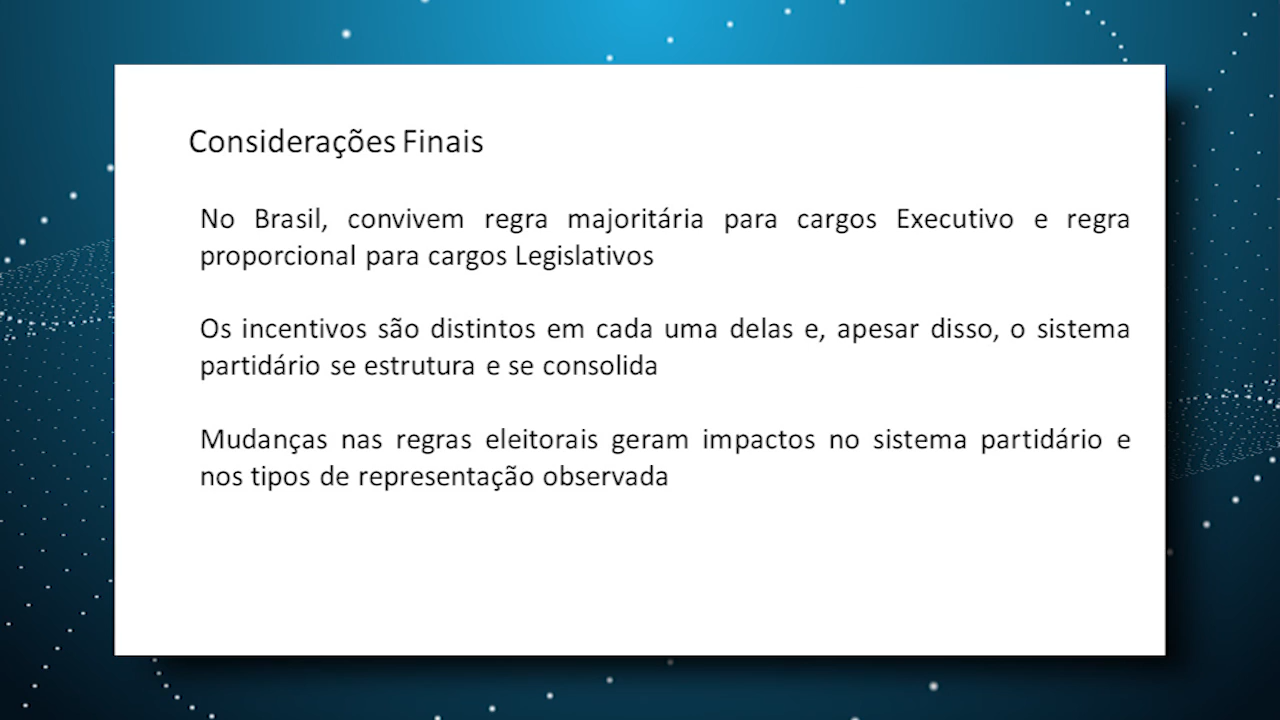 Considerações Finais
No Brasil, convivem regra majoritária para cargos Executivo e regra
proporcional para cargos Legislativos
Os incentivos são distintos em cada uma delas e, apesar disso, o sistema
partidário se estrutura e se consolida
Mudanças nas regras eleitorais geram impactos no sistema partidário e
nos tipos de representação observada